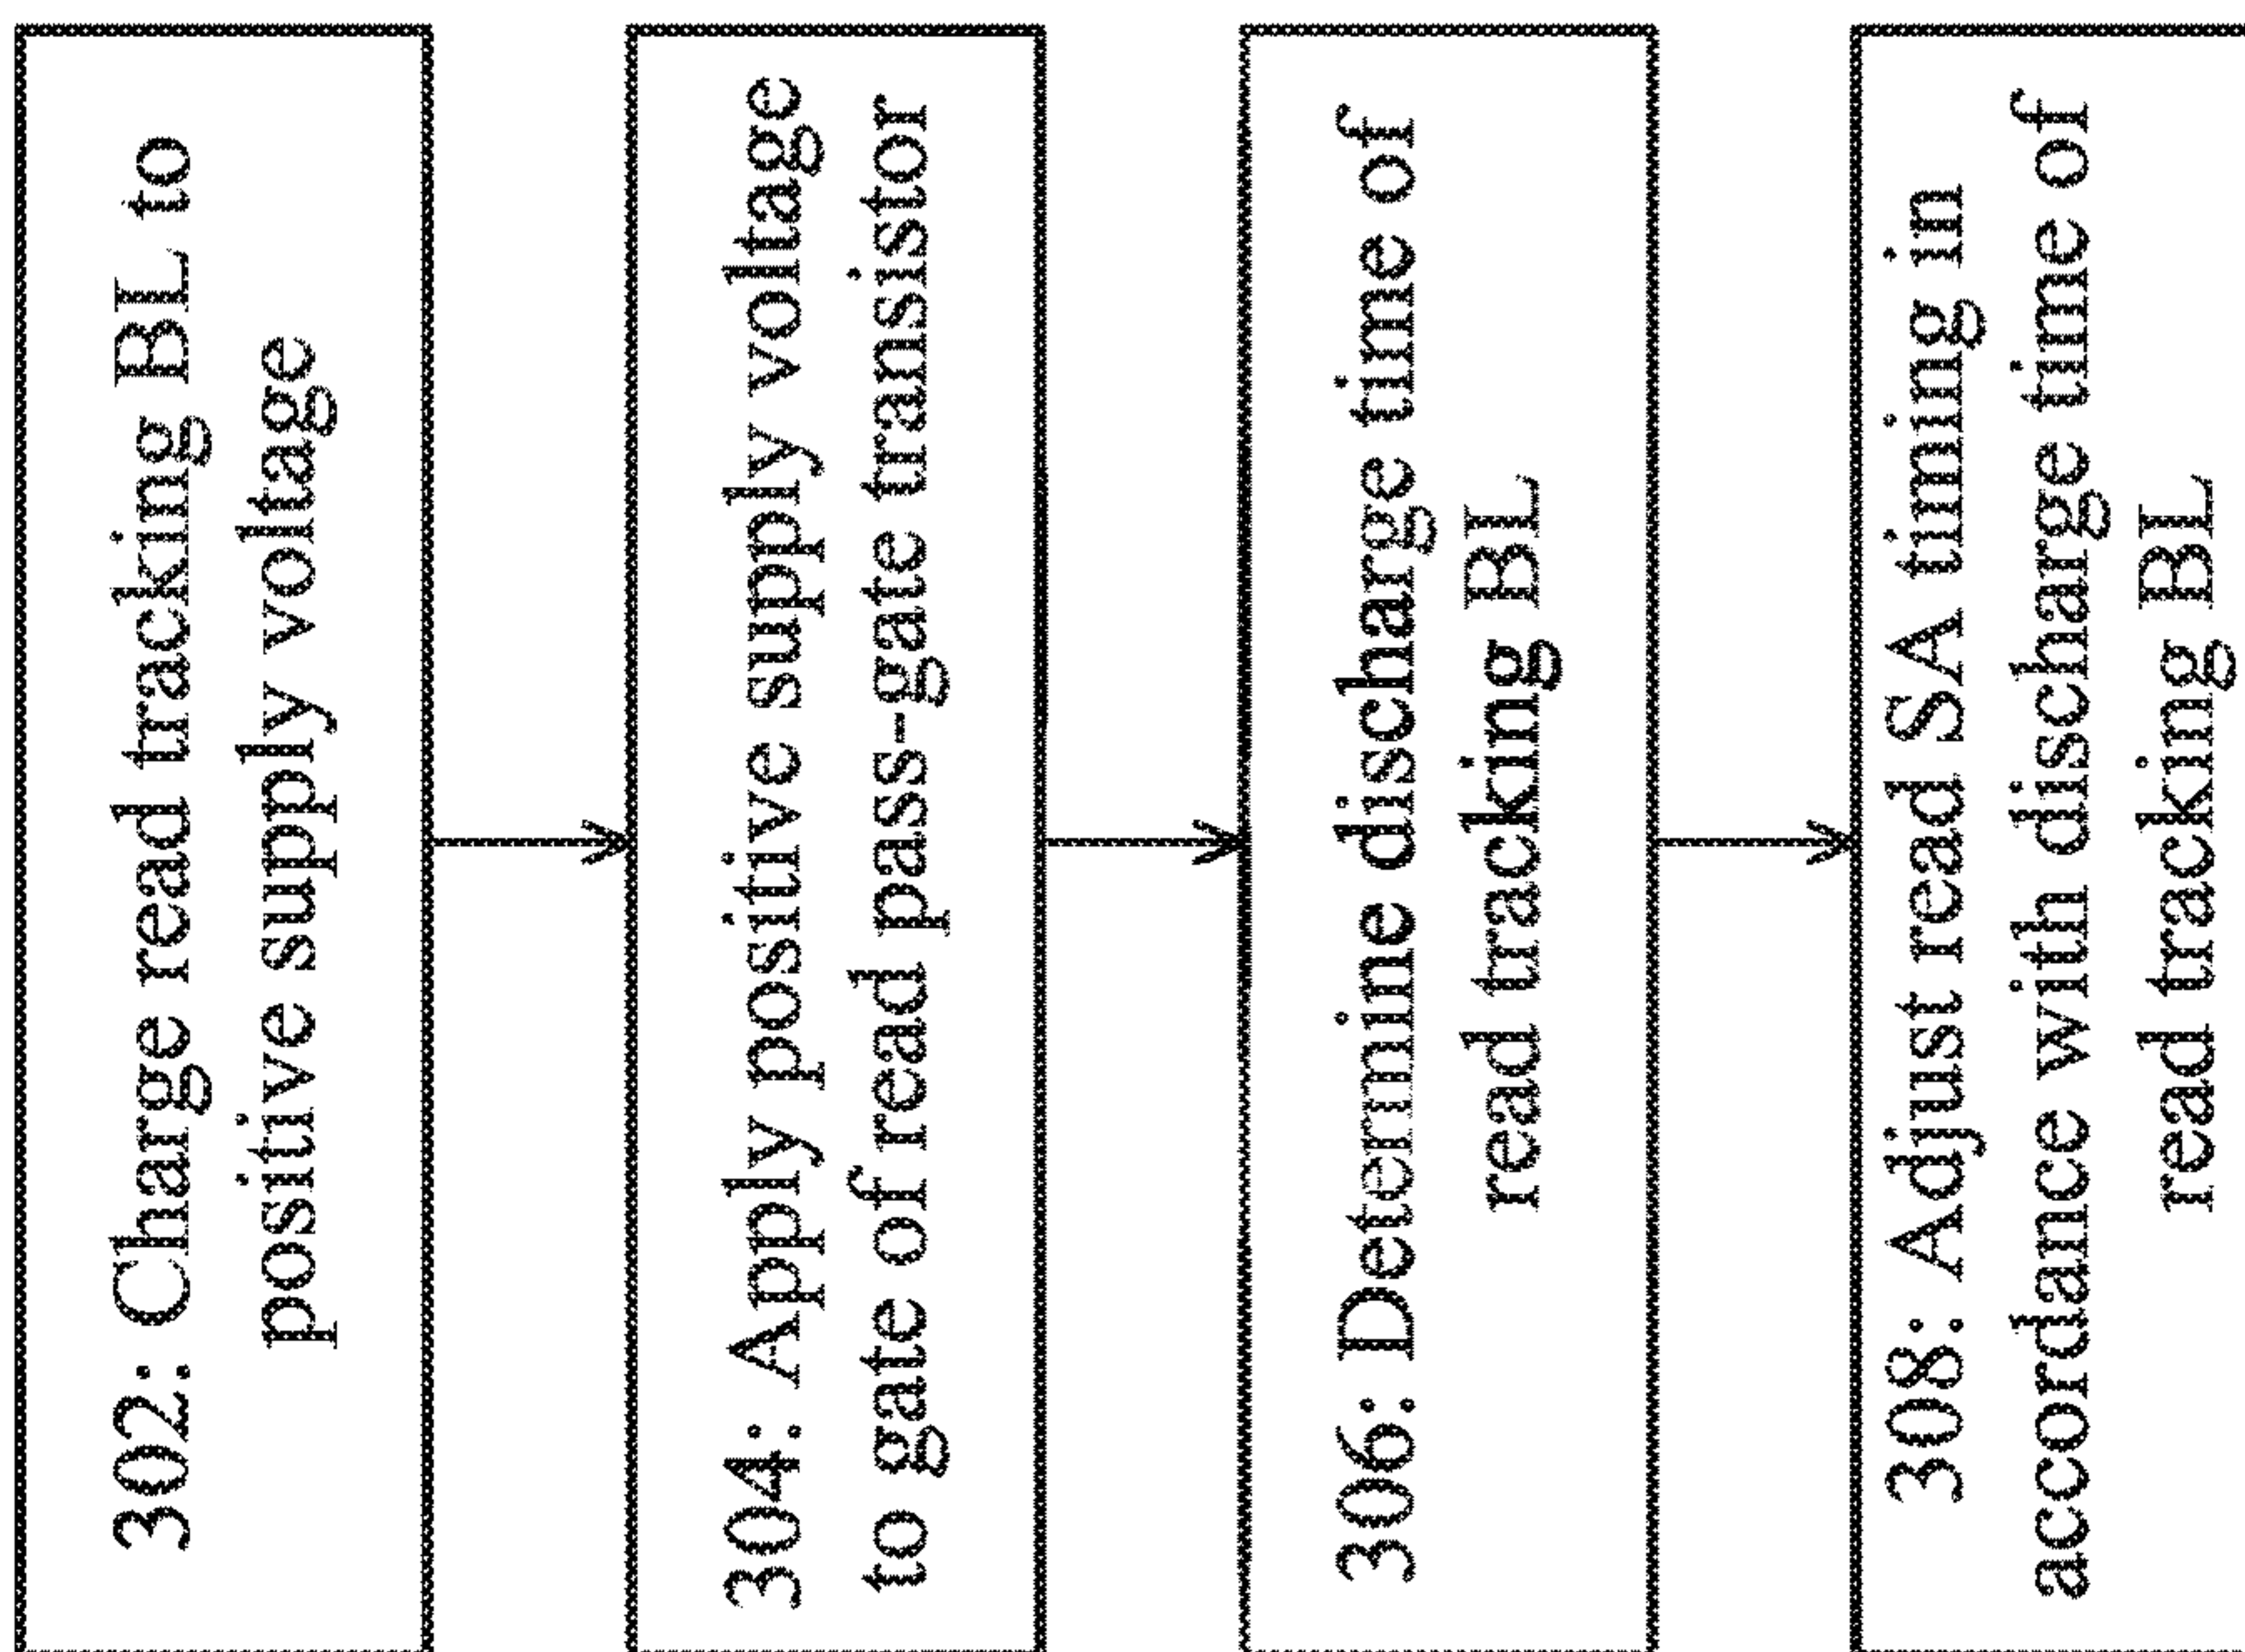 302: Charge read tracking BL to
positive supply voltage
304: Apply positive supply voltage
to gate of read pass-gate transistor
306: Determine discharge time of
read tracking BL
308: Adjust read SA timing in
accordance with discharge time of
read tracking BL